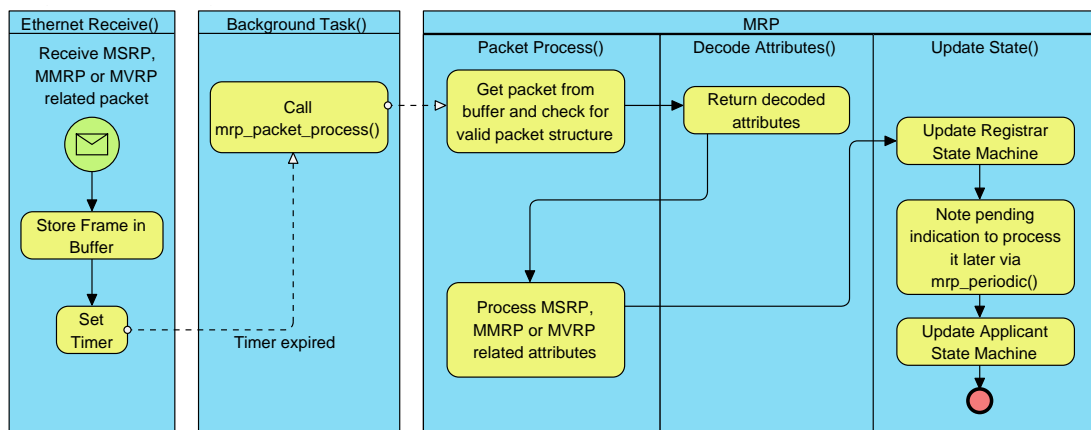 Ethernet Receive()
Receive MSRP,
MMRP or MVRP
related packet
Store Frame in
Buffer
Set
Timer
Background Task()
Call
mrp_packet_process()
Timer expired
MRP
Packet Process()
Get packet from
buffer and check for
valid packet structure
Process MSRP,
MMRP or MVRP
related attributes
Decode Attributes()
Return decoded
attributes
Update State()
Update Registrar
State Machine
Note pending
indication to process
it later via
mrp_periodic()
Update Applicant
State Machine